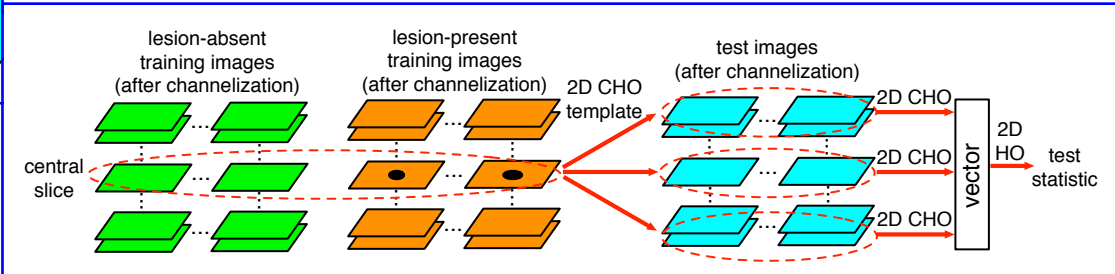 lesion-absent
training images
(after channelization)
lesion-present
training images
(after channelization)
2D CHO
template
test images
(after channelization)
central
slice
...
...
...
...
...
...
...
...
...
2D CHO
2D CHO
2D CHO
vector
2D
HO
test
statistic